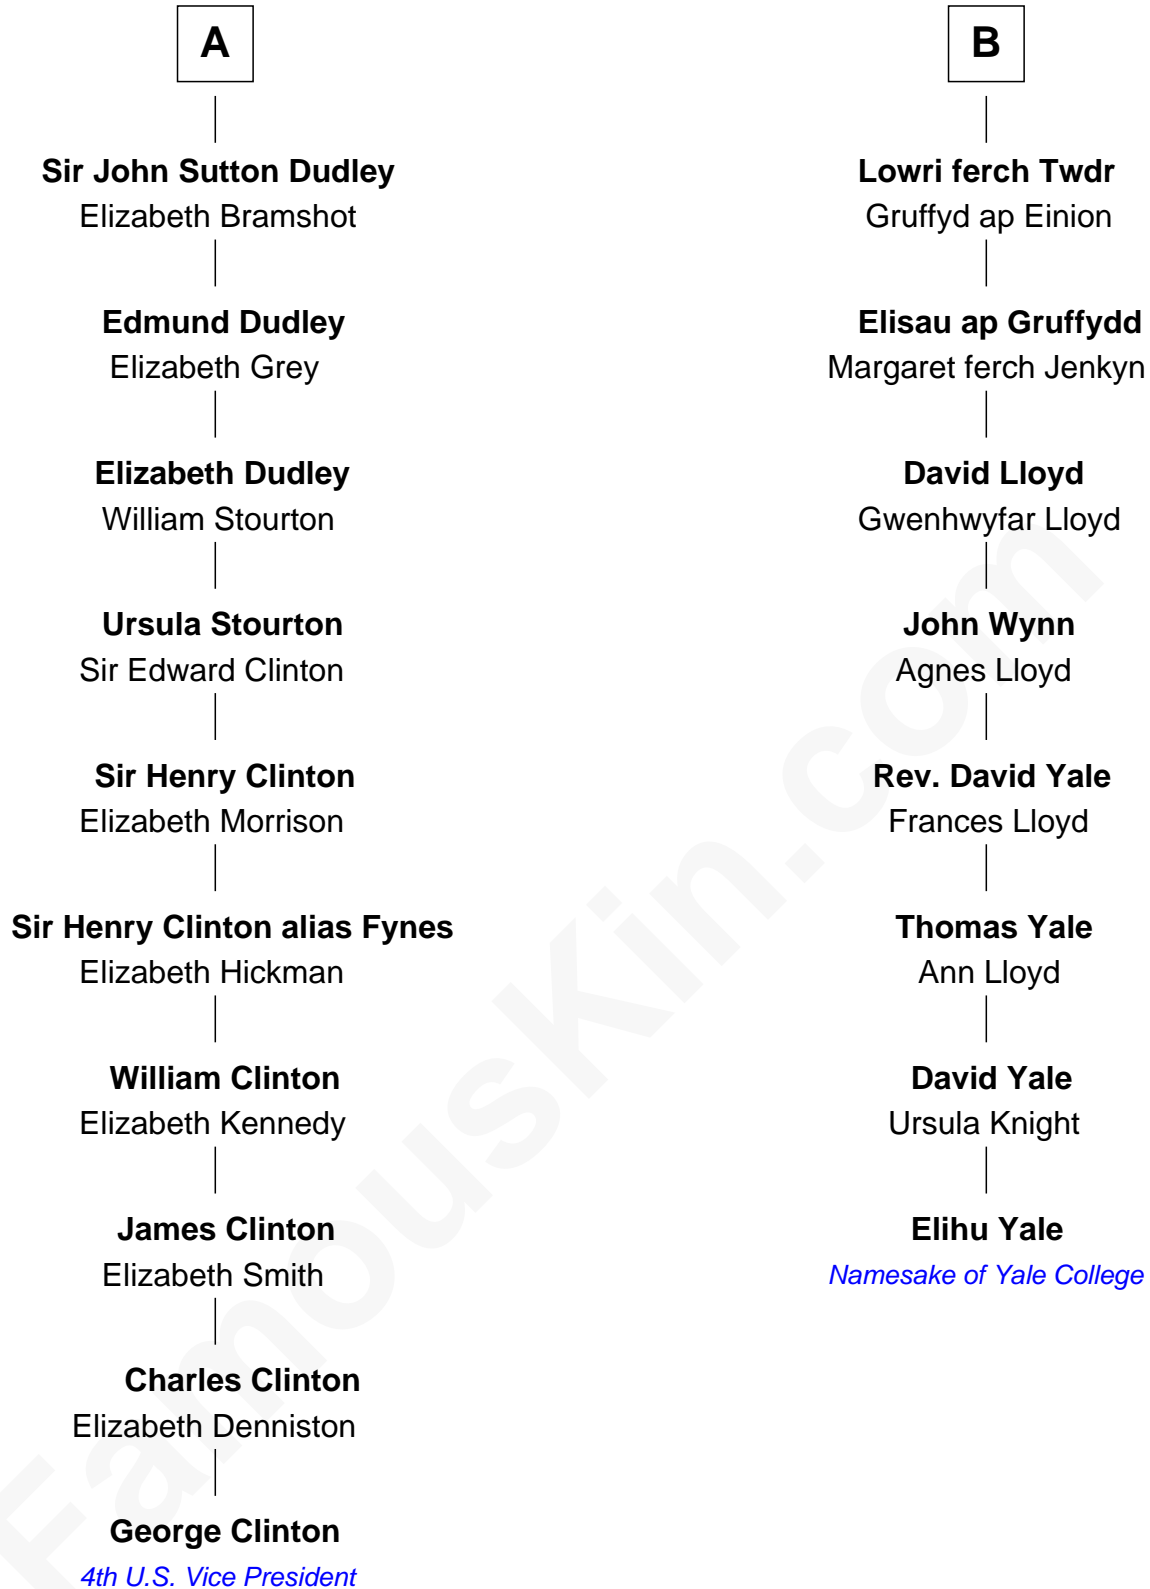 A
Sir John Sutton Dudley
Elizabeth Bramshot
Edmund Dudley
Elizabeth Grey
Elizabeth Dudley
William Stourton
Ursula Stourton
Sir Edward Clinton
Sir Henry Clinton
Elizabeth Morrison
Sir Henry Clinton alias Fynes
Elizabeth Hickman
William Clinton
Elizabeth Kennedy
James Clinton
Elizabeth Smith
Charles Clinton
Elizabeth Denniston
George Clinton
4th U.S. Vice President
B
Lowri ferch Twdr
Gruffyd ap Einion
Elisau ap Gruffydd
Margaret ferch Jenkyn
David Lloyd
Gwenhwyfar Lloyd
John Wynn
Agnes Lloyd
Rev. David Yale
Frances Lloyd
Thomas Yale
Ann Lloyd
David Yale
Ursula Knight
Elihu Yale
Namesake of Yale College
FamousKin.com